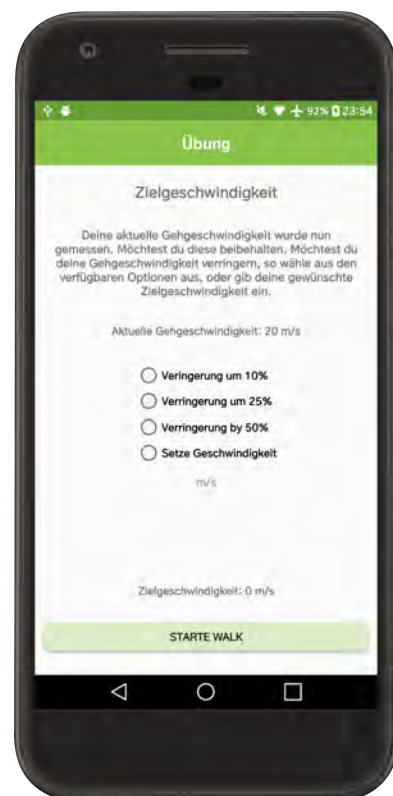 92% 23:54
Übung
Zielgeschwindigkeit
Deine aktuelle Gehgeschwindigkeit wurde nun
gemessen. Möchtest du diese beibehalten. Möchtest du
deine Gehgeschwindigkeit verringern, so wähle aus den
verfügbaren Optionen aus, oder gib deine gewünschte
Zielgeschwindigkeit ein.
Aktuelle Gehgeschwindigkeit: 20 m/s
Veringerung um 10%
Verringerung um 25%
Verringerung by 50%
Setze Geschwindigkeit
m/s
Zielgeschwindigkeit: 0 m/s
STARTE WALK